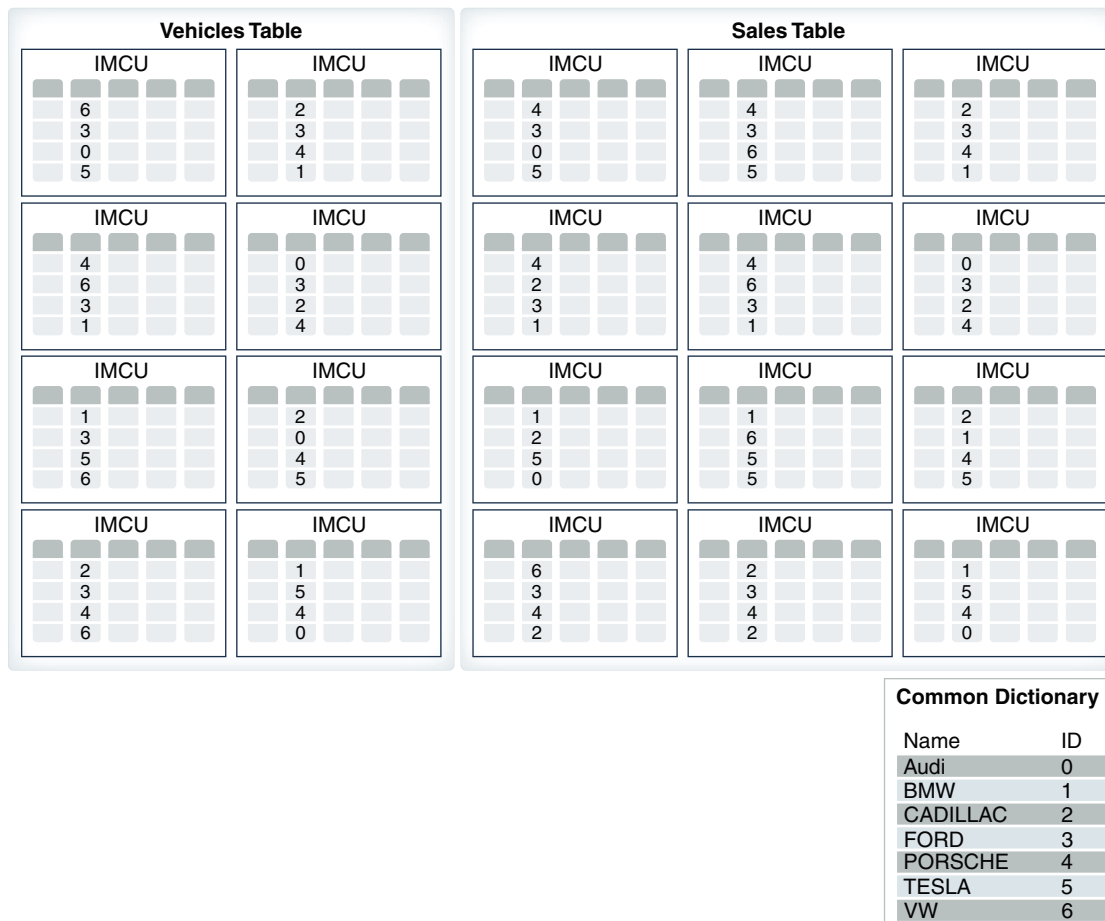 Vehicles Table Sales Table
IMCU IMCU IMCU IMCU IMCU
6 2 4 4 2
3 3 3 3 3
0 4 0 6 4
5 1 5 5 1
IMCU IMCU IMCU IMCU IMCU
4 0 4 4 0
6 3 2 6 3
3 2 3 3 2
1 4 1 1 4
IMCU IMCU IMCU IMCU IMCU
1 2 1 1 2
3 0 2 6 1
5 4 5 5 4
6 5 0 5 5
IMCU IMCU IMCU IMCU IMCU
2 1 6 2 1
3 5 3 3 5
4 4 4 4 4
6 0 2 2 0
Common Dictionary
Name ID
Audi 0
BMW 1
CADILLAC 2
FORD 3
PORSCHE 4
TESLA 5
VW 6